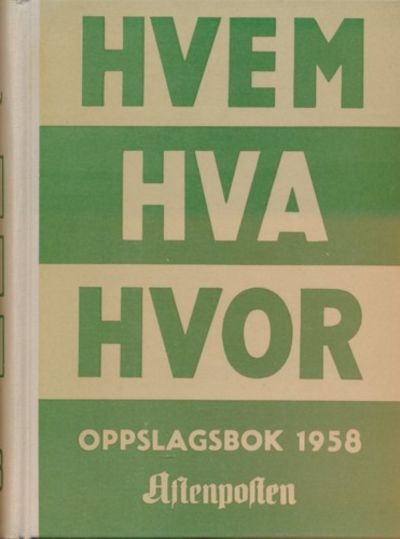 HVEM
HVA
HVOR
OPPSLAGSBOK 1958
Aftenposten